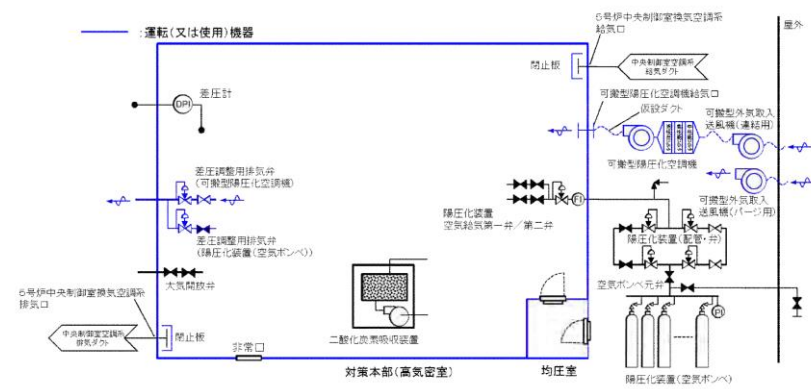 :運転(又は使用)機器
5号炉中央制御室換気空調系
給気口
屋外
閉止板
中央制御室空調系
給気ダクト
差圧計
DPI
可搬型陽圧化空調機給気口
仮設ダクト
可搬型外気取入
送風機(連結用)
可搬型陽圧化空調機
差圧調整用排気弁
(可搬型陽圧化空調機)
陽圧化装置
空気給気第一弁/第二弁
FI
可搬型外気取入
送風機(パージ用)
差圧調整用排気弁
(陽圧化装置(空気ボンベ))
陽圧化装置(配管・弁)
大気開放弁
空気ボンベ元弁
5号炉中央制御室換気空調系
排気口
PI
中央制御室空調系
排気ダクト
閉止板
二酸化炭素吸収装置
非常口
対策本部(高気密室)
均圧室
陽圧化装置(空気ボンベ)